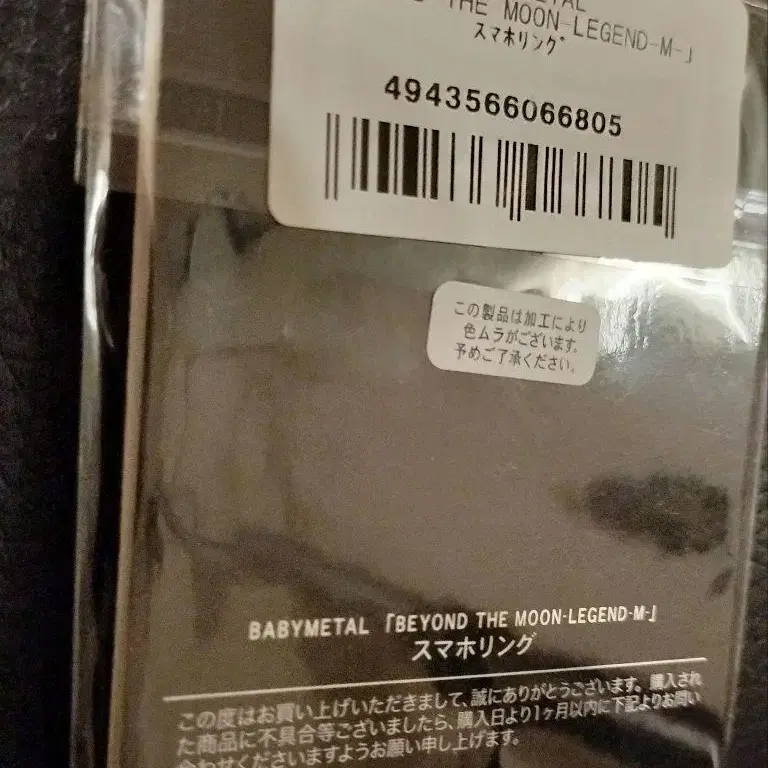 THE MOON-LEGEND-M-」
スマホリング
4943566066805
この製品は加工により
色ムラがございます。
予めご了承ください。
BABYMETAL 「BEYOND THE MOON-LEGEND-M-」
スマホリング
この度はお買い上げいただきまして、誠にありがとうございます。購入され
た商品に不具合等ございましたら、購入日より1ヶ月以内に下記よりお問い
合わせくださいますようお願い申し上げます。